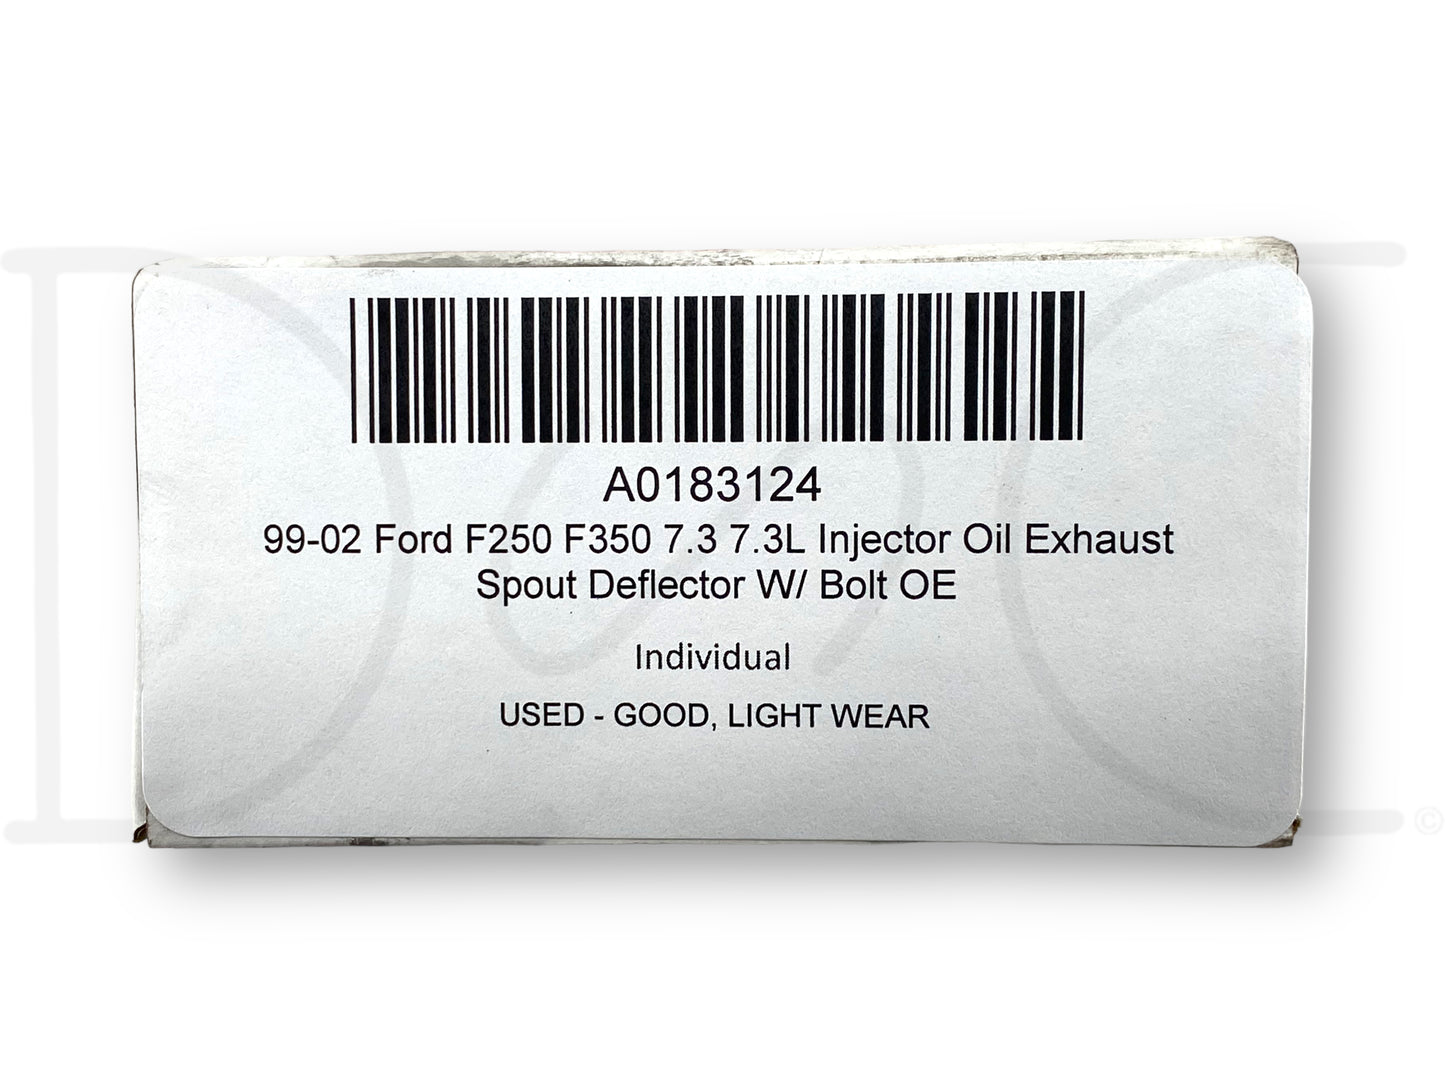 A0183124
99-02 Ford F250 F350 7.3 7.3L Injector Oil Exhaust
Spout Deflector W/ Bolt OE
Individual
USED - GOOD, LIGHT WEAR
©